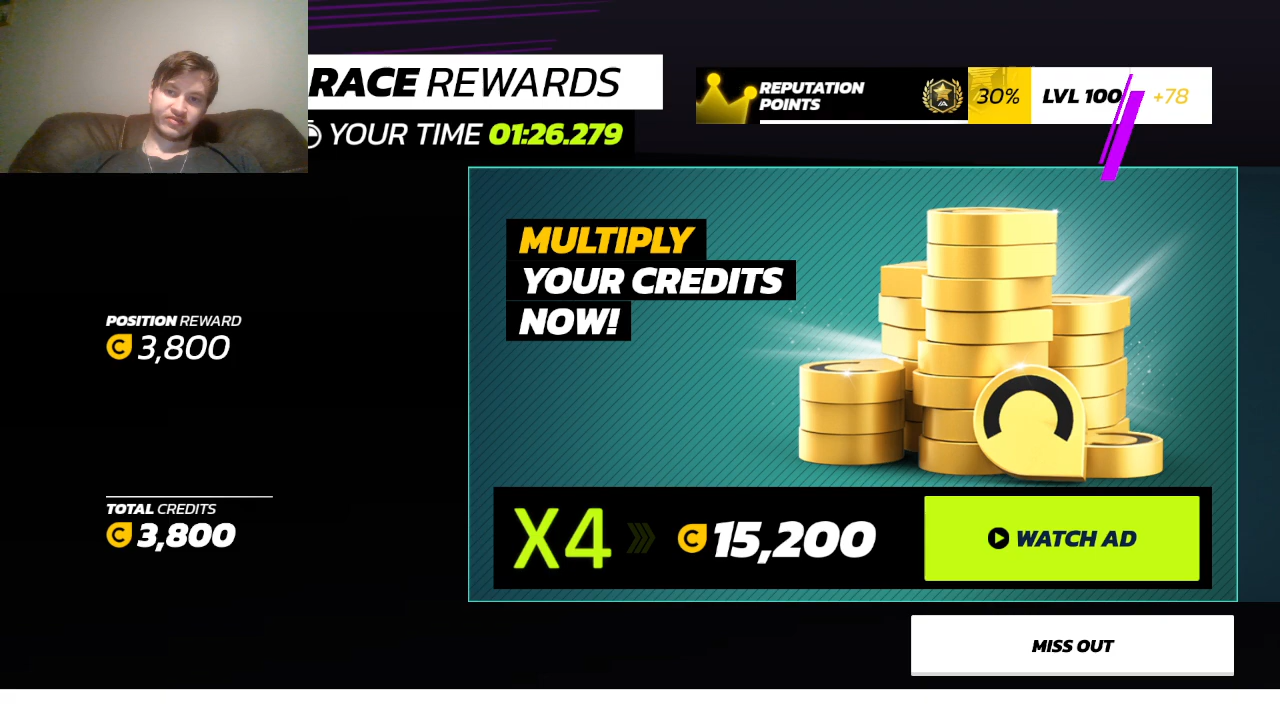 RACE REWARDS
YOUR TIME 01:26.279
REPUTATION
POINTS
30%
LVL 100
+78
MULTIPLY
YOUR CREDITS
NOW!
POSITION REWARD
3,800
TOTAL CREDITS
3,800
X4
15,200
WATCH AD
MISS OUT